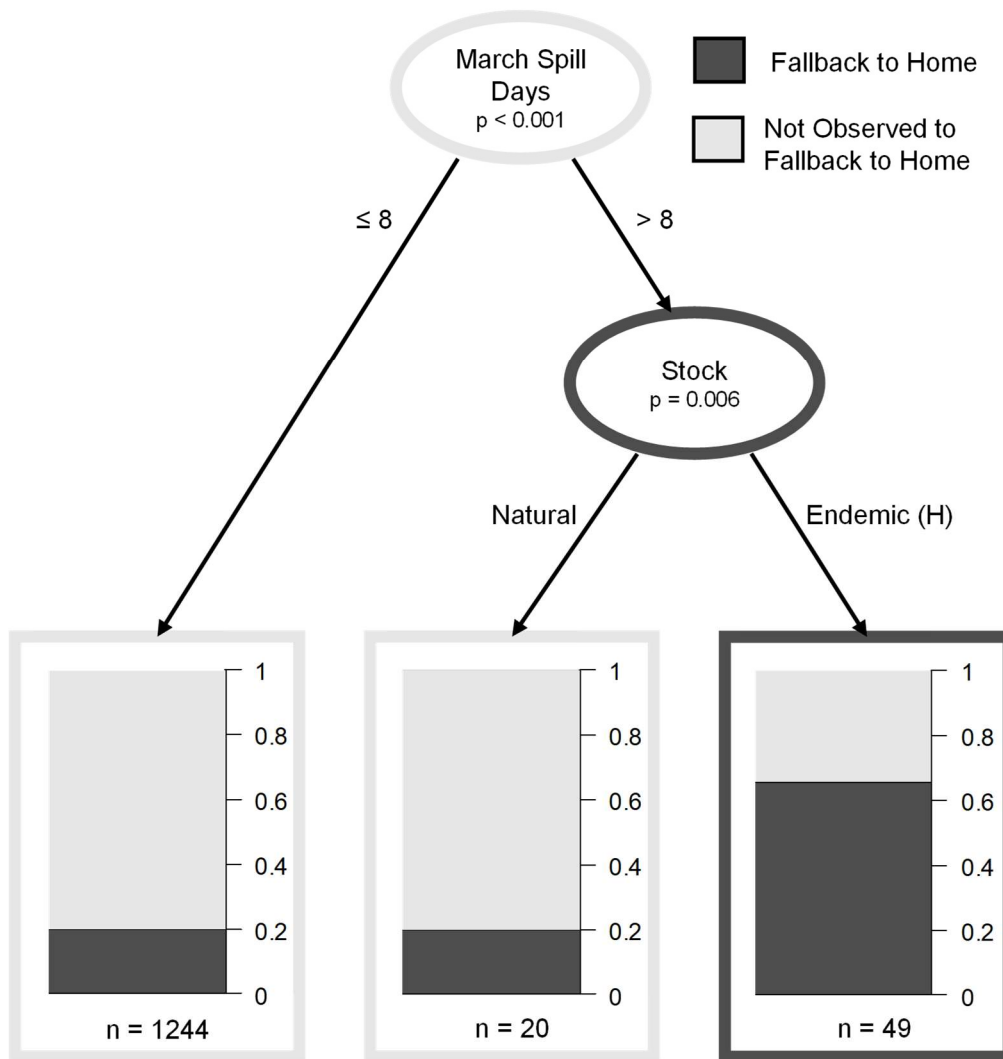 March Spill
Days
p < 0.001
Fallback to Home
Not Observed to
Fallback to Home
≤ 8
> 8
Stock
p = 0.006
Natural
Endemic (H)
1
0.8
0.6
0.4
0.2
0
n = 1244
1
0.8
0.6
0.4
0.2
0
n = 20
1
0.8
0.6
0.4
0.2
0
n = 49